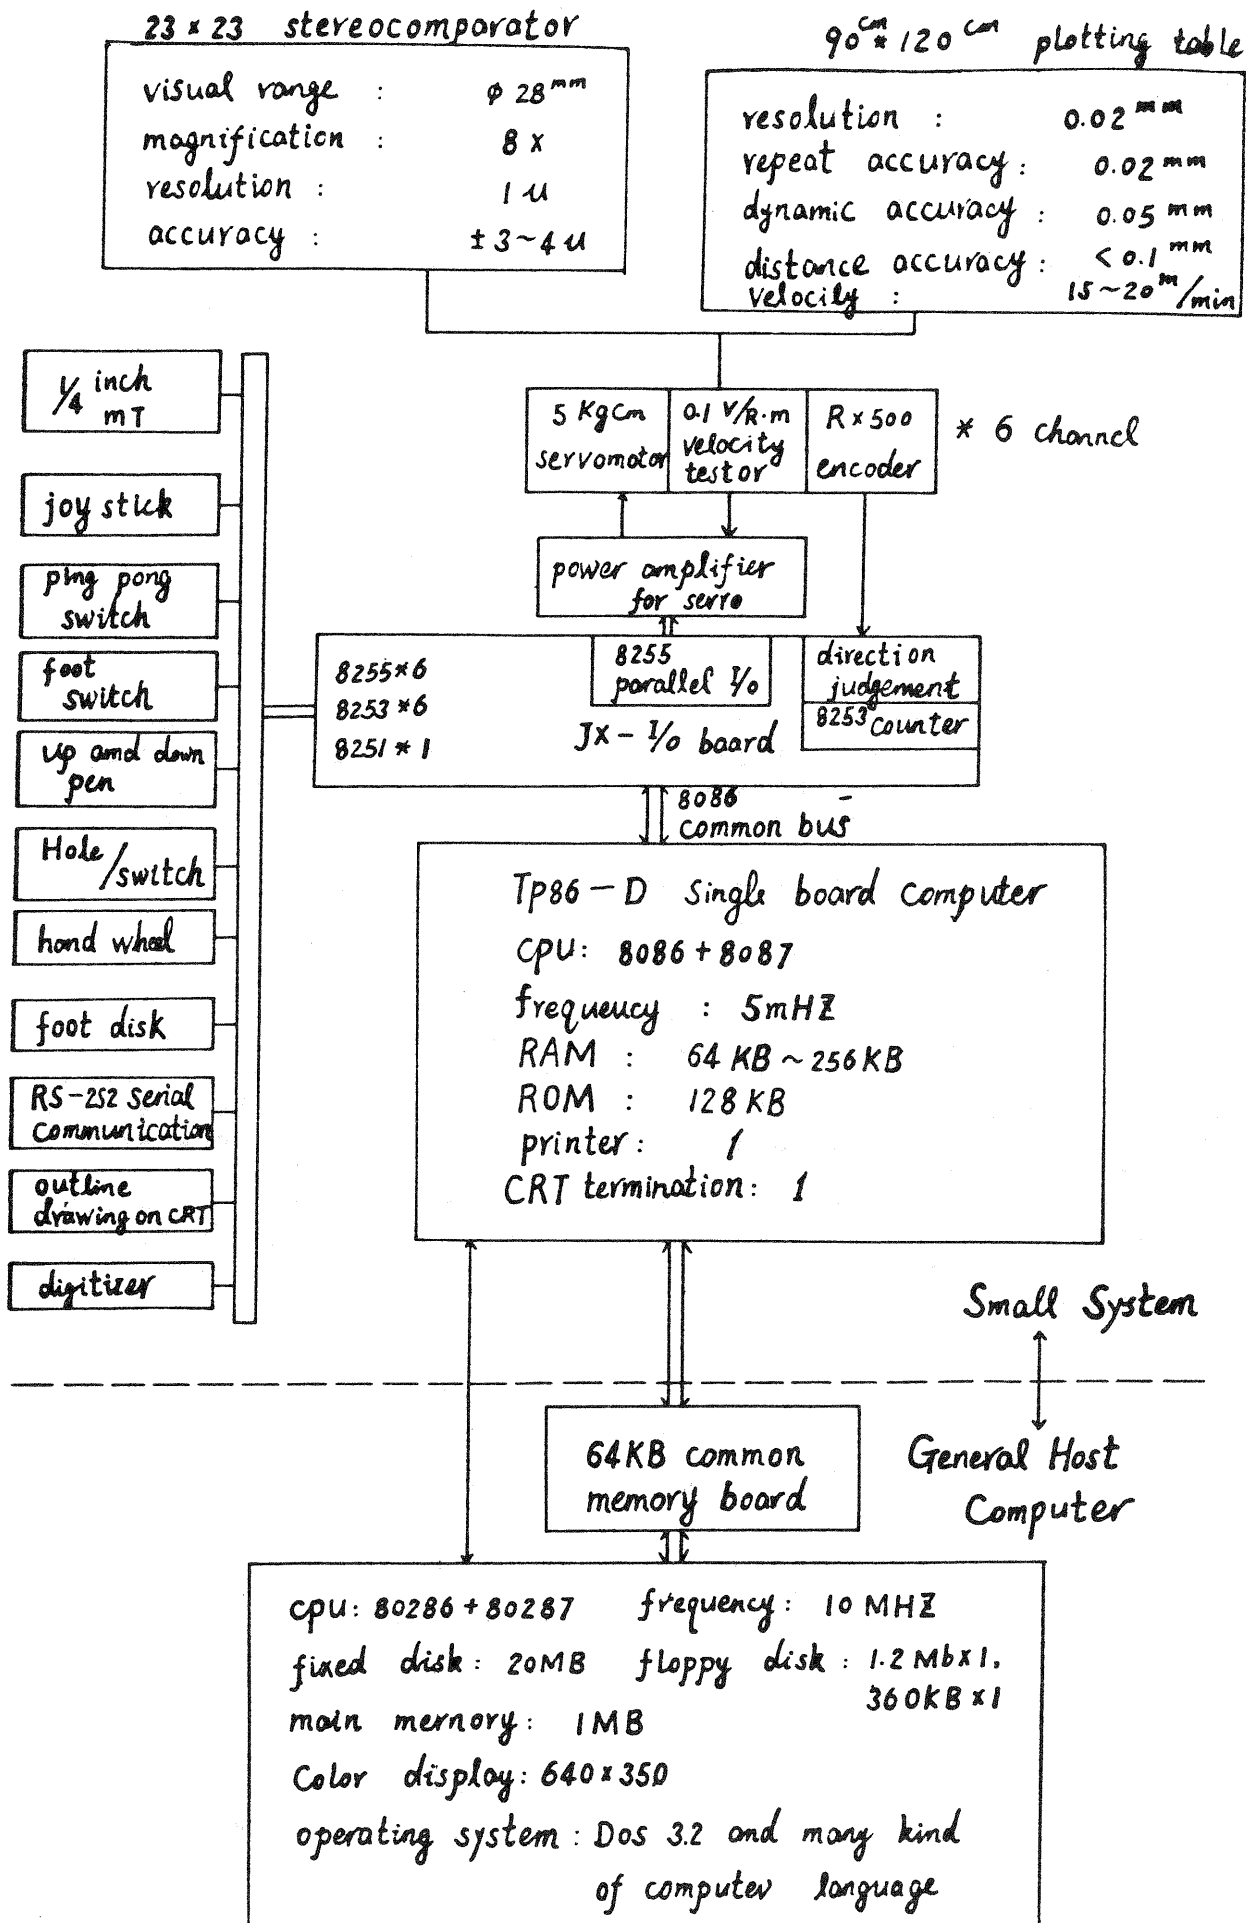 23 × 23 stereocomparator
visual range : φ 28 mm
magnification : 8 x
resolution : 1 u
accuracy : ± 3 ~ 4 u
90 cm * 120 cm plotting table
resolution : 0.02 mm
repeat accuracy : 0.02 mm
dynamic accuracy : 0.05 mm
distance accuracy : < 0.1 mm
velocity : 15 ~ 20 m/min
5 Kgcm
servomotor
0.1 V/R.m
velocity
testor
R × 500
encoder
* 6 channel
power amplifier
for servo
8255*6
8253 *6
8251 * 1
8255
parallel I/o
JX - I/o board
direction
judgement
8253 counter
8086
common bus
1/4 inch
mT
joy stick
ping pong
switch
foot
switch
up and down
pen
Hole
/switch
hand wheel
foot disk
RS-252 serial
communication
outline
drawing on CRT
digitizer
Tp86 - D Single board computer
cpu: 8086 + 8087
frequeucy : 5mHZ
RAM : 64 KB ~ 256 KB
ROM : 128 KB
printer: 1
CRT termination: 1
Small System
General Host
Computer
64KB common
memory board
cpu: 80286 + 80287 frequency: 10 MHZ
fixed disk: 20MB floppy disk : 1.2 Mb×1,
360KB × 1
main memory: 1MB
Color display: 640 × 350
operating system : Dos 3.2 and many kind
of computer language